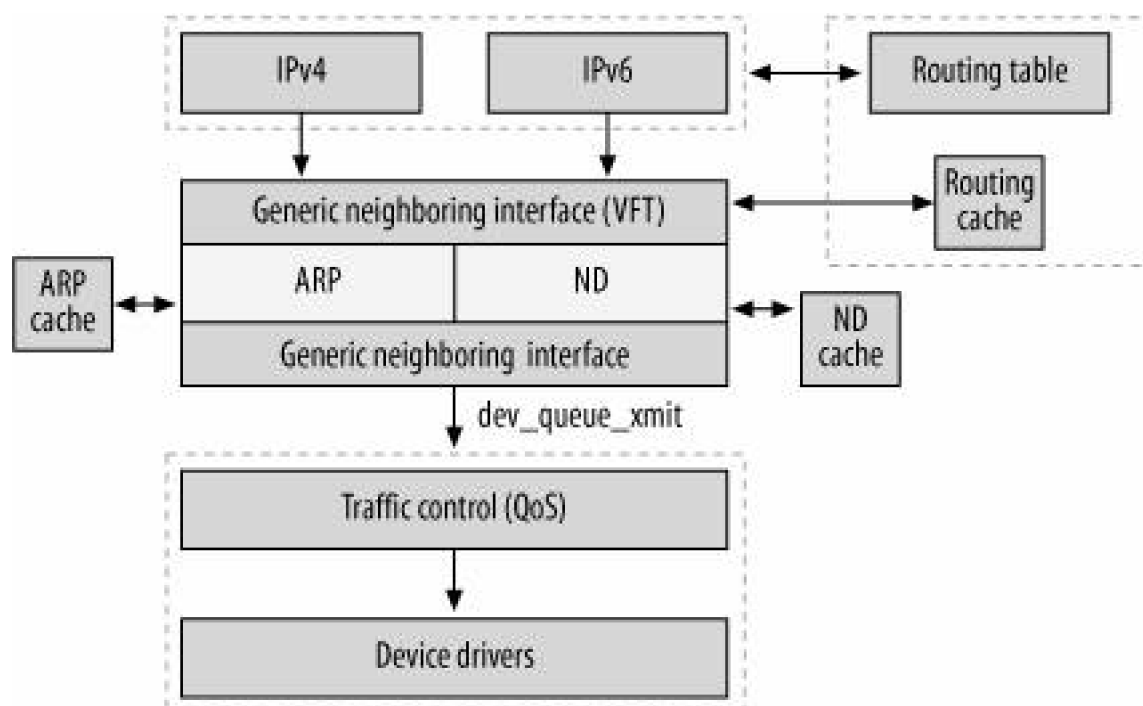 IPv4
IPv6
Routing table
Generic neighboring interface (VFT)
Routing
cache
ARP
cache
ARP
ND
ND
cache
Generic neighboring interface
dev_queue_xmit
Traffic control (QoS)
Device drivers